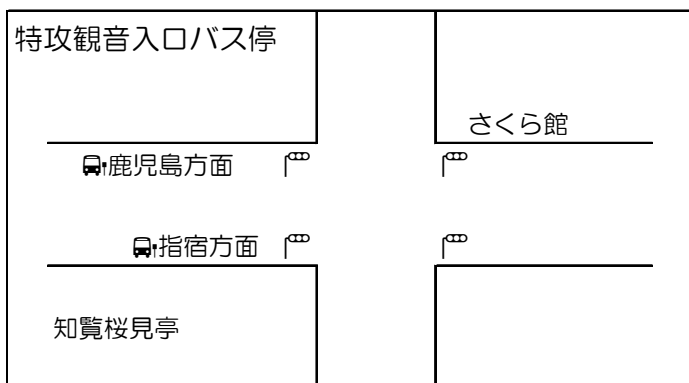 特攻観音入口バス停
さくら館
鹿児島方面
指宿方面
知覧桜見亭